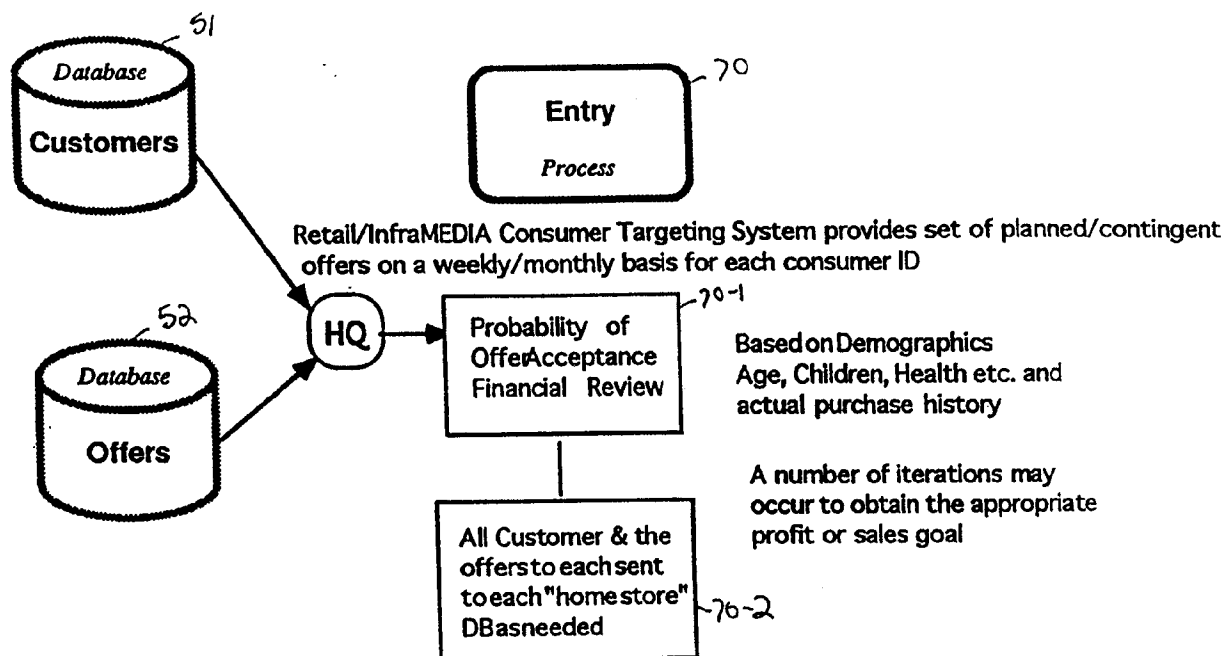 51
Database
Customers
70
Entry
Process
Retail/InfraMEDIA Consumer Targeting System provides set of planned/contingent
offers on a weekly/monthly basis for each consumer ID
52
Database
Offers
HQ
70-1
Probability of
OfferAcceptance
Financial Review
Based on Demographics
Age, Children, Health etc. and
actual purchase history
A number of iterations may
occur to obtain the appropriate
profit or sales goal
All Customer & the
offers to each sent
to each "home store"
DB as needed
70-2